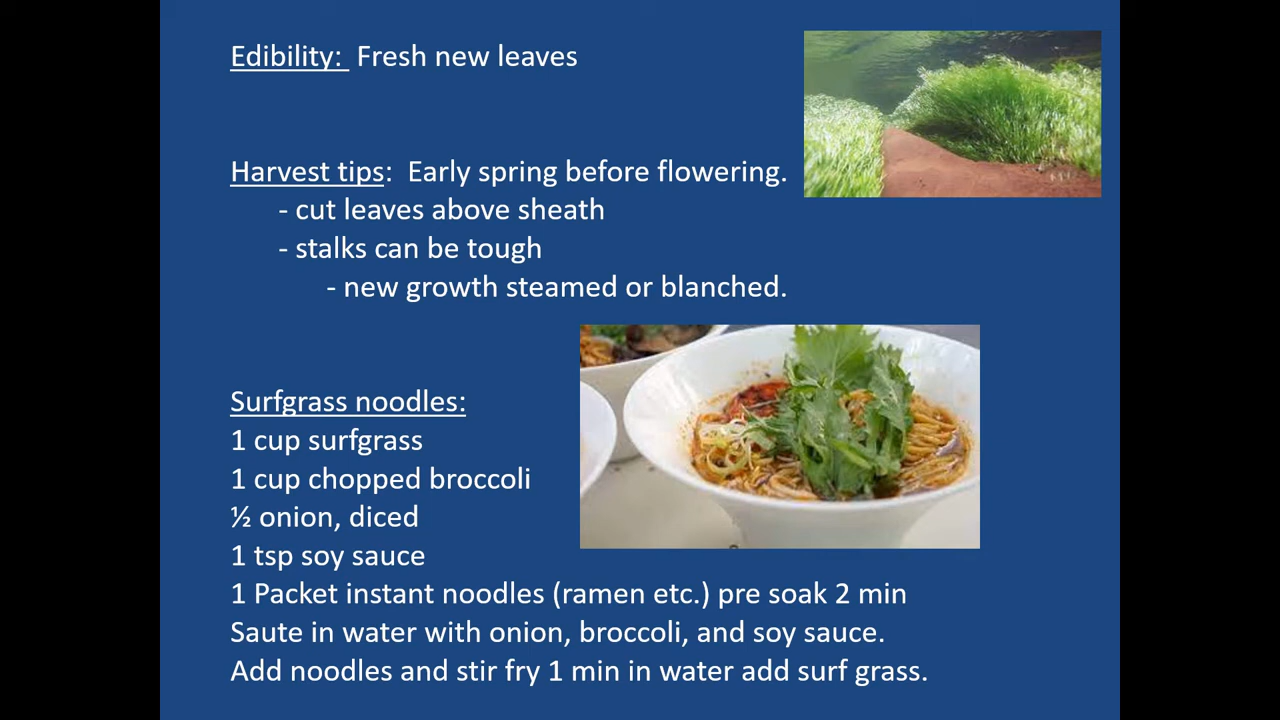 Edibility: Fresh new leaves
Harvest tips: Early spring before flowering.
- cut leaves above sheath
- stalks can be tough
- new growth steamed or blanched.
Surfgrass noodles:
1 cup surfgrass
1 cup chopped broccoli
½ onion, diced
1 tsp soy sauce
1 Packet instant noodles (ramen etc.) pre soak 2 min
Saute in water with onion, broccoli, and soy sauce.
Add noodles and stir fry 1 min in water add surf grass.